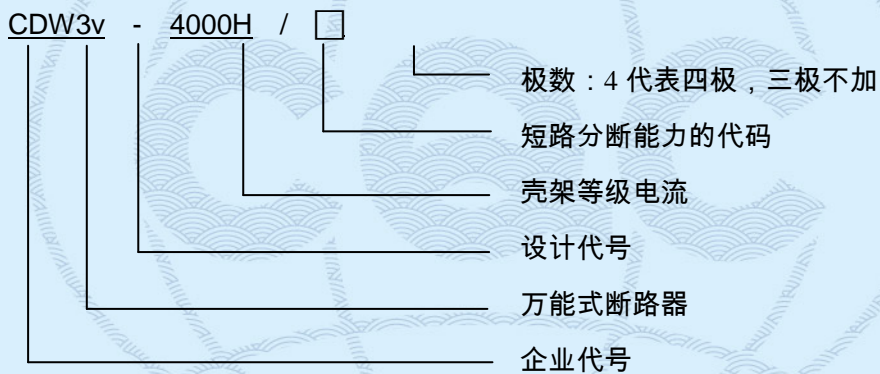 CDW3v - 4000H / □
极数：4 代表四极，三极不加
短路分断能力的代码
壳架等级电流
设计代号
万能式断路器
企业代号
cqc